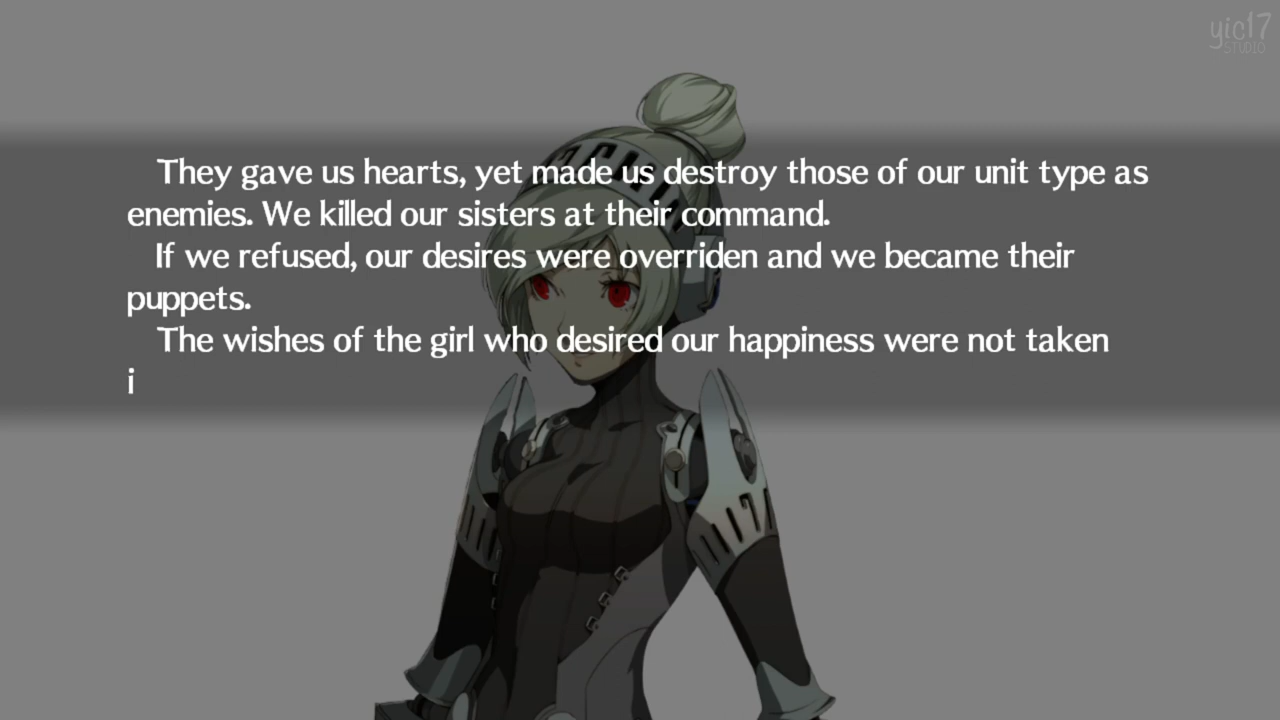 yic17
STUDIO
They gave us hearts, yet made us destroy those of our unit type as
enemies. We killed our sisters at their command.
If we refused, our desires were overriden and we became their
puppets.
The wishes of the girl who desired our happiness were not taken
i